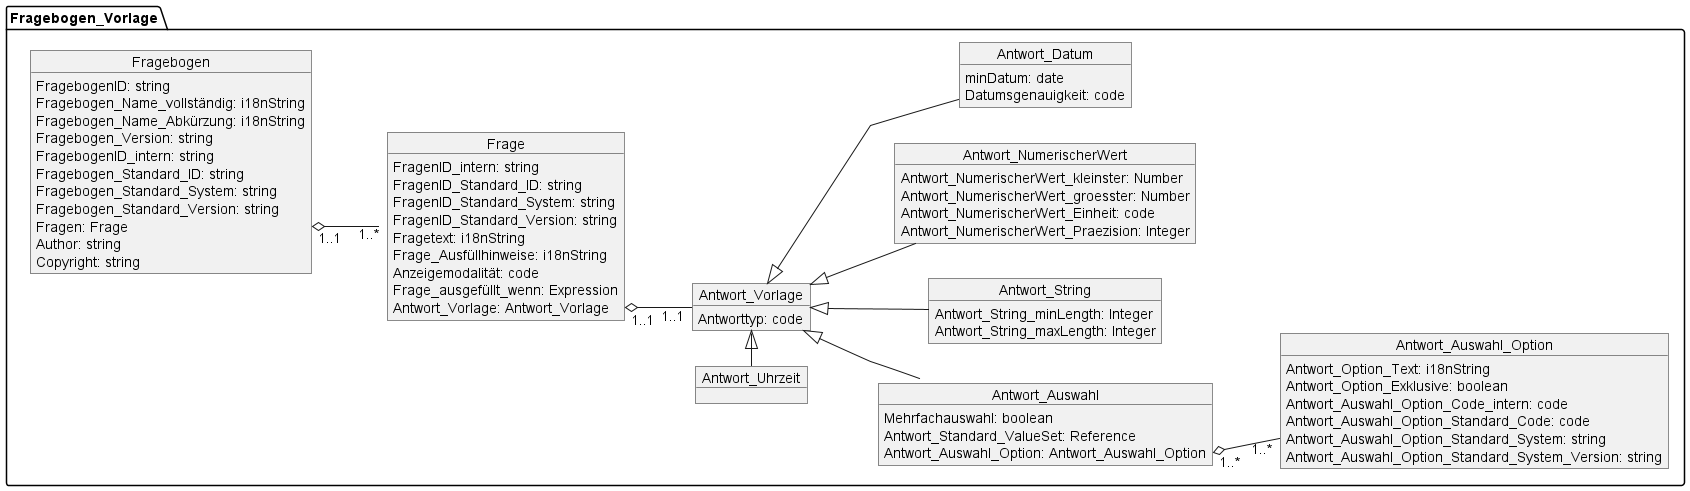 Fragebogen_Vorlage
Fragebogen
FragebogenID: string
Fragebogen_Name_vollständig: i18nString
Fragebogen_Name_Abkürzung: i18nString
Fragebogen_Version: string
FragebogenID_intern: string
Fragebogen_Standard_ID: string
Fragebogen_Standard_System: string
Fragebogen_Standard_Version: string
Fragen: Frage
Author: string
Copyright: string
1..1
1..*
Frage
FragenID_intern: string
FragenID_Standard_ID: string
FragenID_Standard_System: string
FragenID_Standard_Version: string
Fragetext: i18nString
Frage_Ausfüllhinweise: i18nString
Anzeigemodalität: code
Frage_ausgefüllt_wenn: Expression
Antwort_Vorlage: Antwort_Vorlage
1..1
1..1
Antwort_Vorlage
Antworttyp: code
Antwort_Uhrzeit
Antwort_Datum
minDatum: date
Datumsgenauigkeit: code
Antwort_NumerischerWert
Antwort_NumerischerWert_kleinster: Number
Antwort_NumerischerWert_groesster: Number
Antwort_NumerischerWert_Einheit: code
Antwort_NumerischerWert_Praezision: Integer
Antwort_String
Antwort_String_minLength: Integer
Antwort_String_maxLength: Integer
Antwort_Auswahl
Mehrfachauswahl: boolean
Antwort_Standard_ValueSet: Reference
Antwort_Auswahl_Option: Antwort_Auswahl_Option
1..*
1..*
Antwort_Auswahl_Option
Antwort_Option_Text: i18nString
Antwort_Option_Exklusive: boolean
Antwort_Auswahl_Option_Code_intern: code
Antwort_Auswahl_Option_Standard_Code: code
Antwort_Auswahl_Option_Standard_System: string
Antwort_Auswahl_Option_Standard_System_Version: string